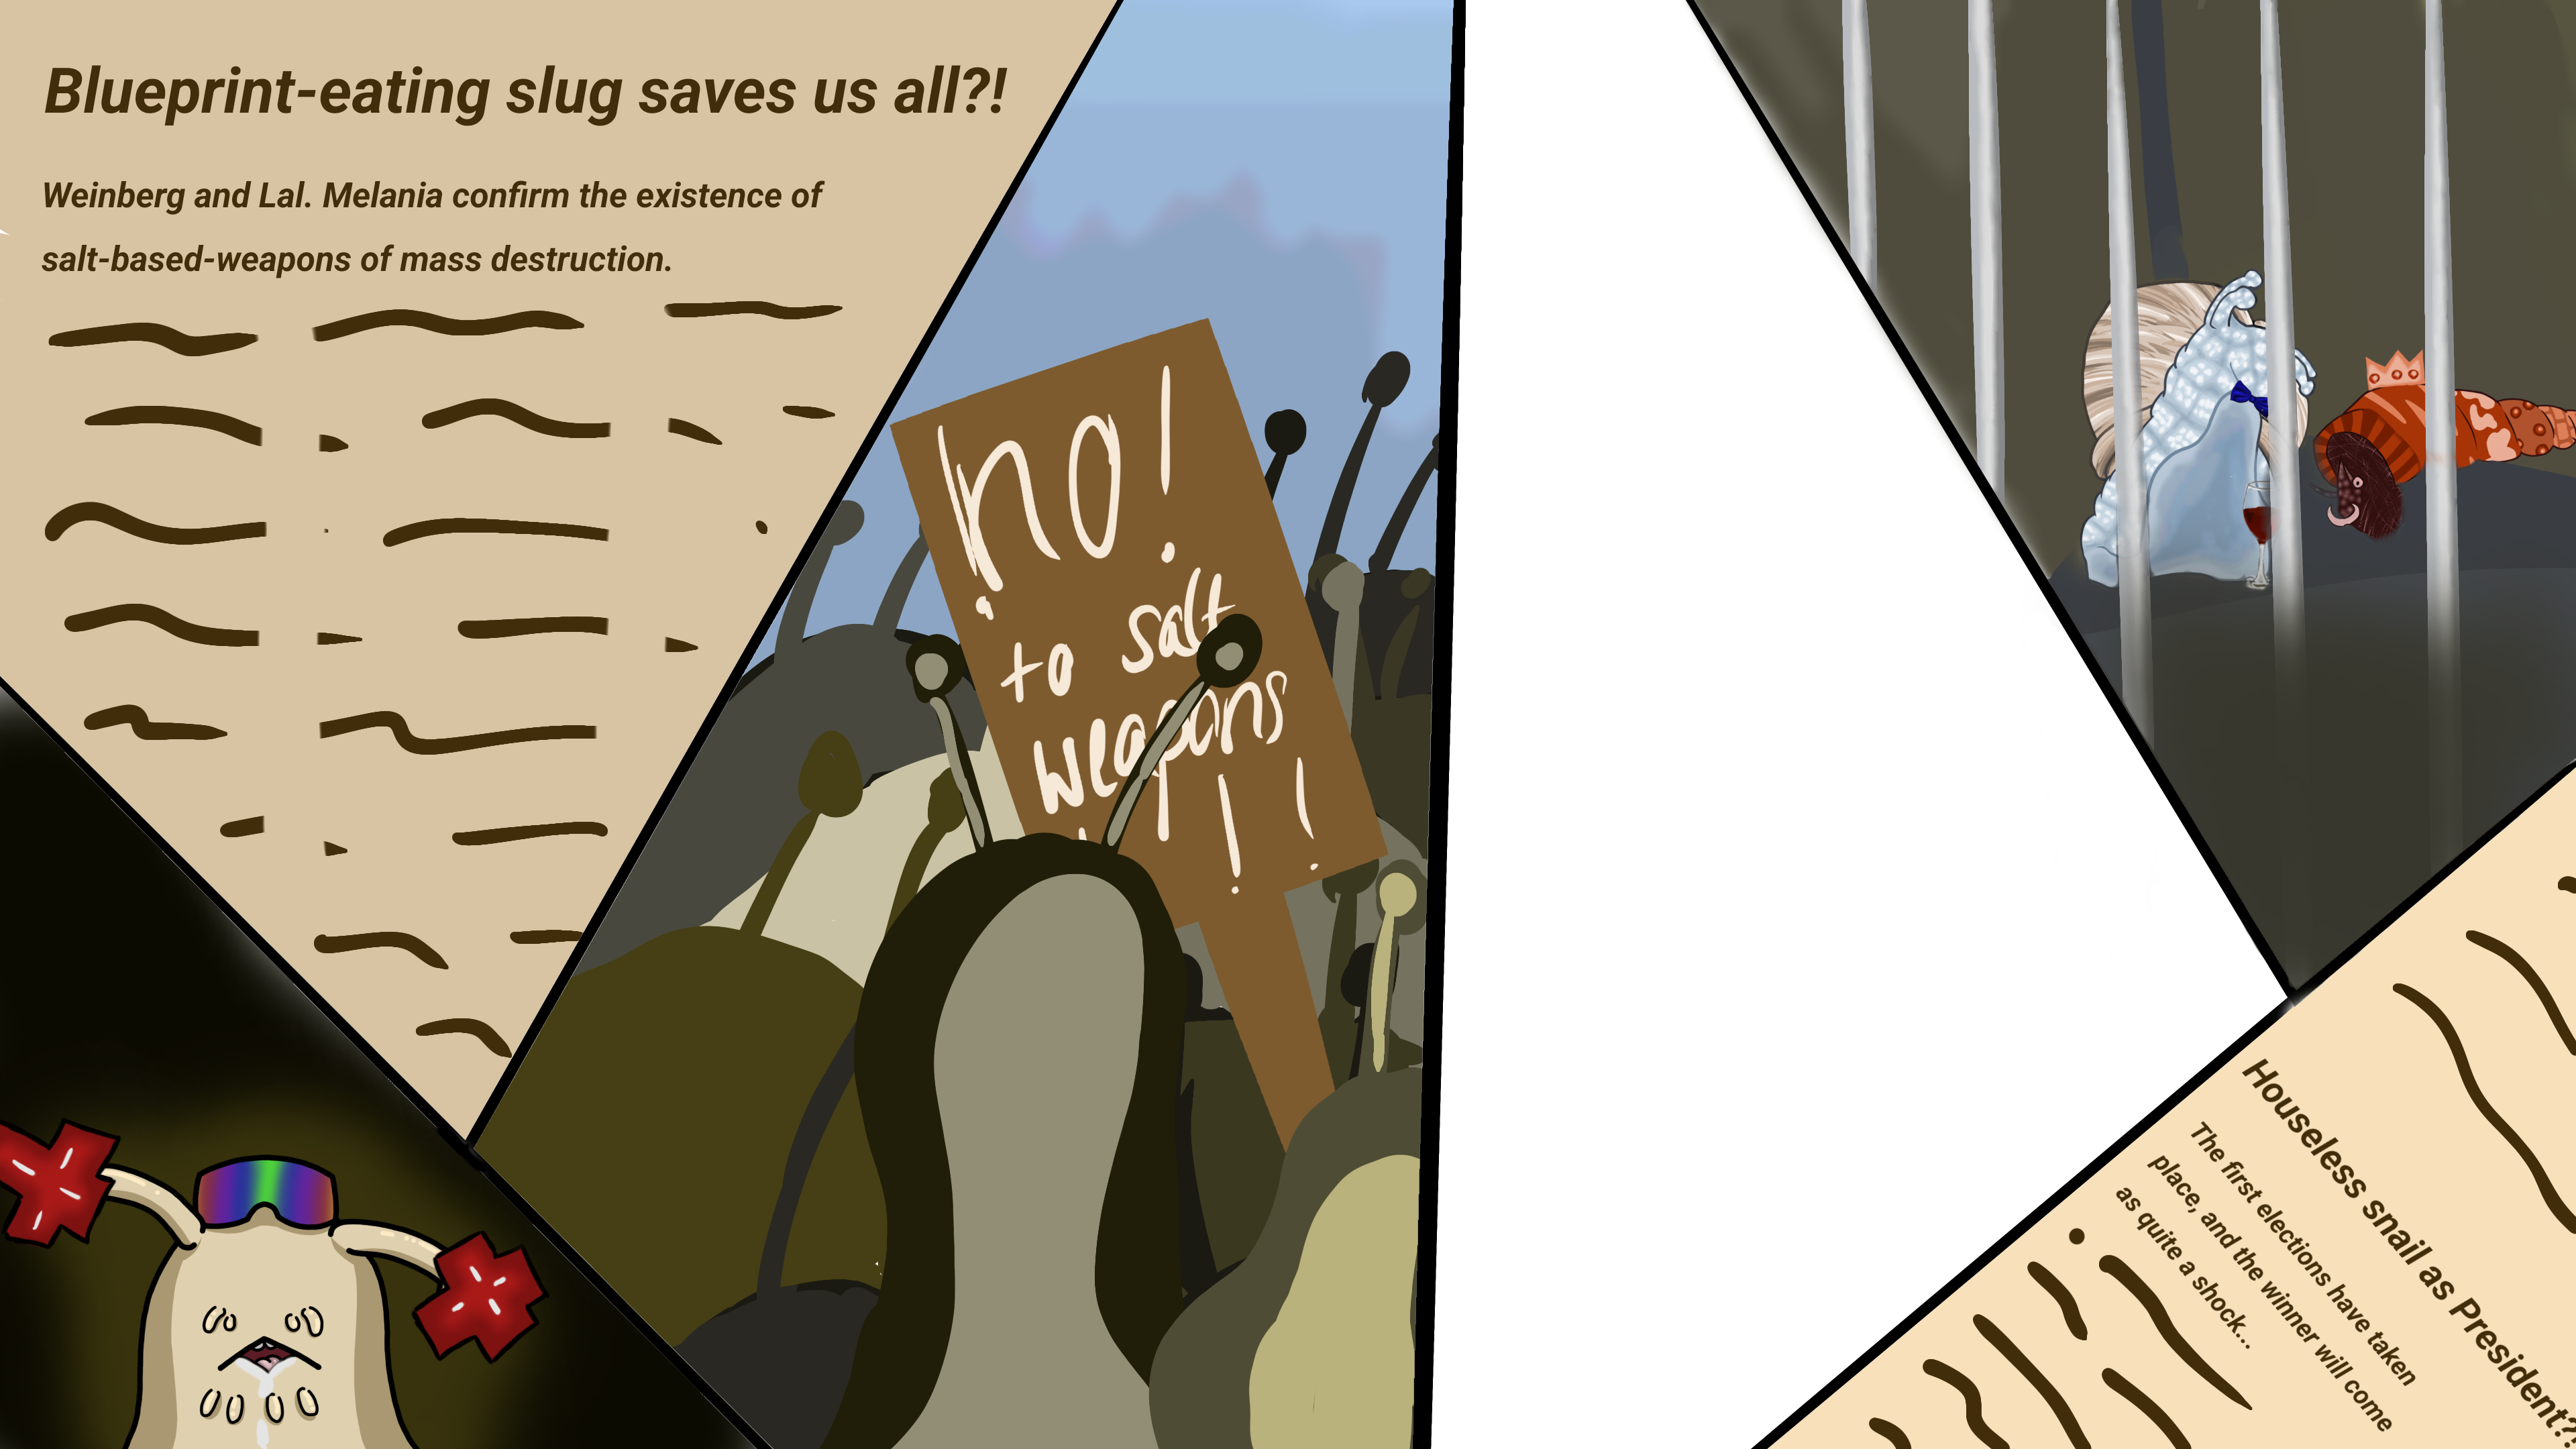 Blueprint-eating slug saves us all?!
Weinberg and Lal. Melania confirm the existence of
salt-based-weapons of mass destruction.
no!
to salt
weapons
!!
Houseless snail as President?
The first elections have taken
place, and the winner will come
as quite a shock...